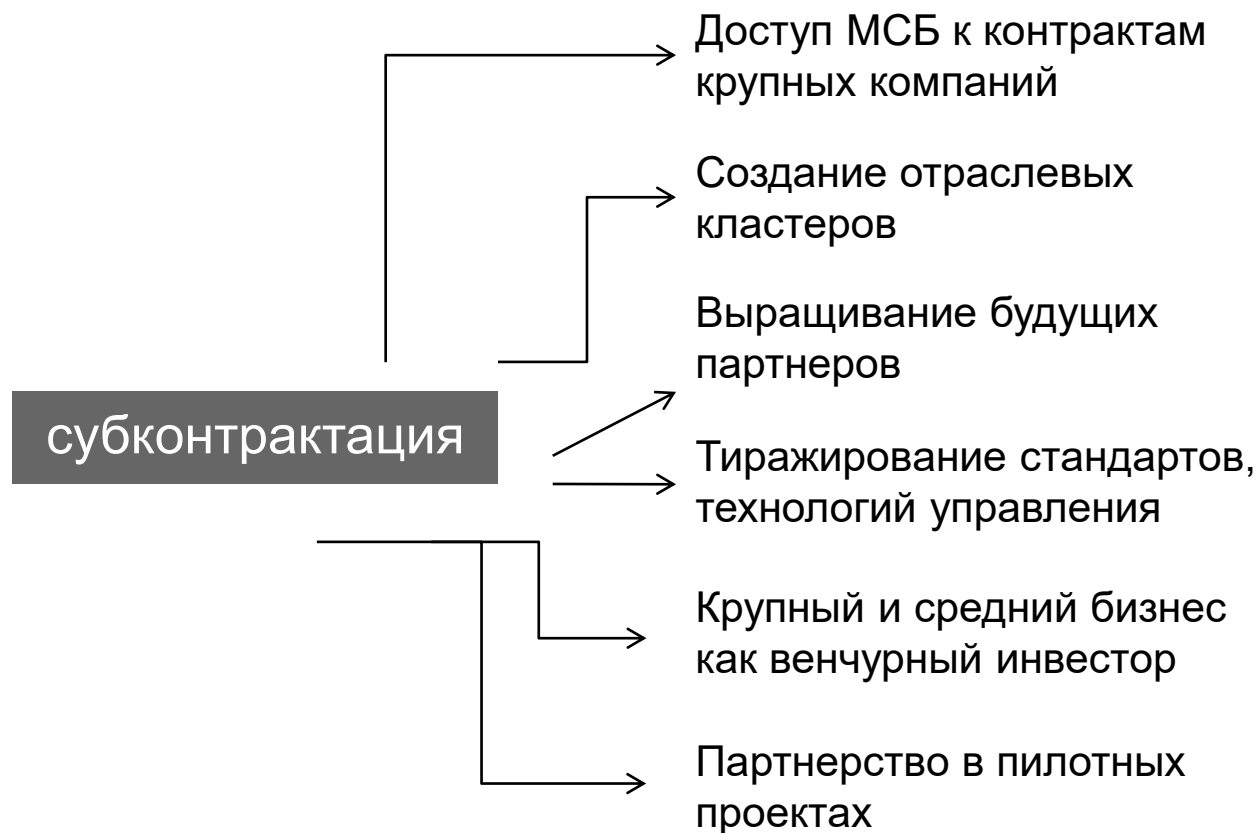 Доступ МСБ к контрактам
крупных компаний
Создание отраслевых
кластеров
Выращивание будущих
партнеров
субконтрактация
Тиражирование стандартов,
технологий управления
Крупный и средний бизнес
как венчурный инвестор
Партнерство в пилотных
проектах